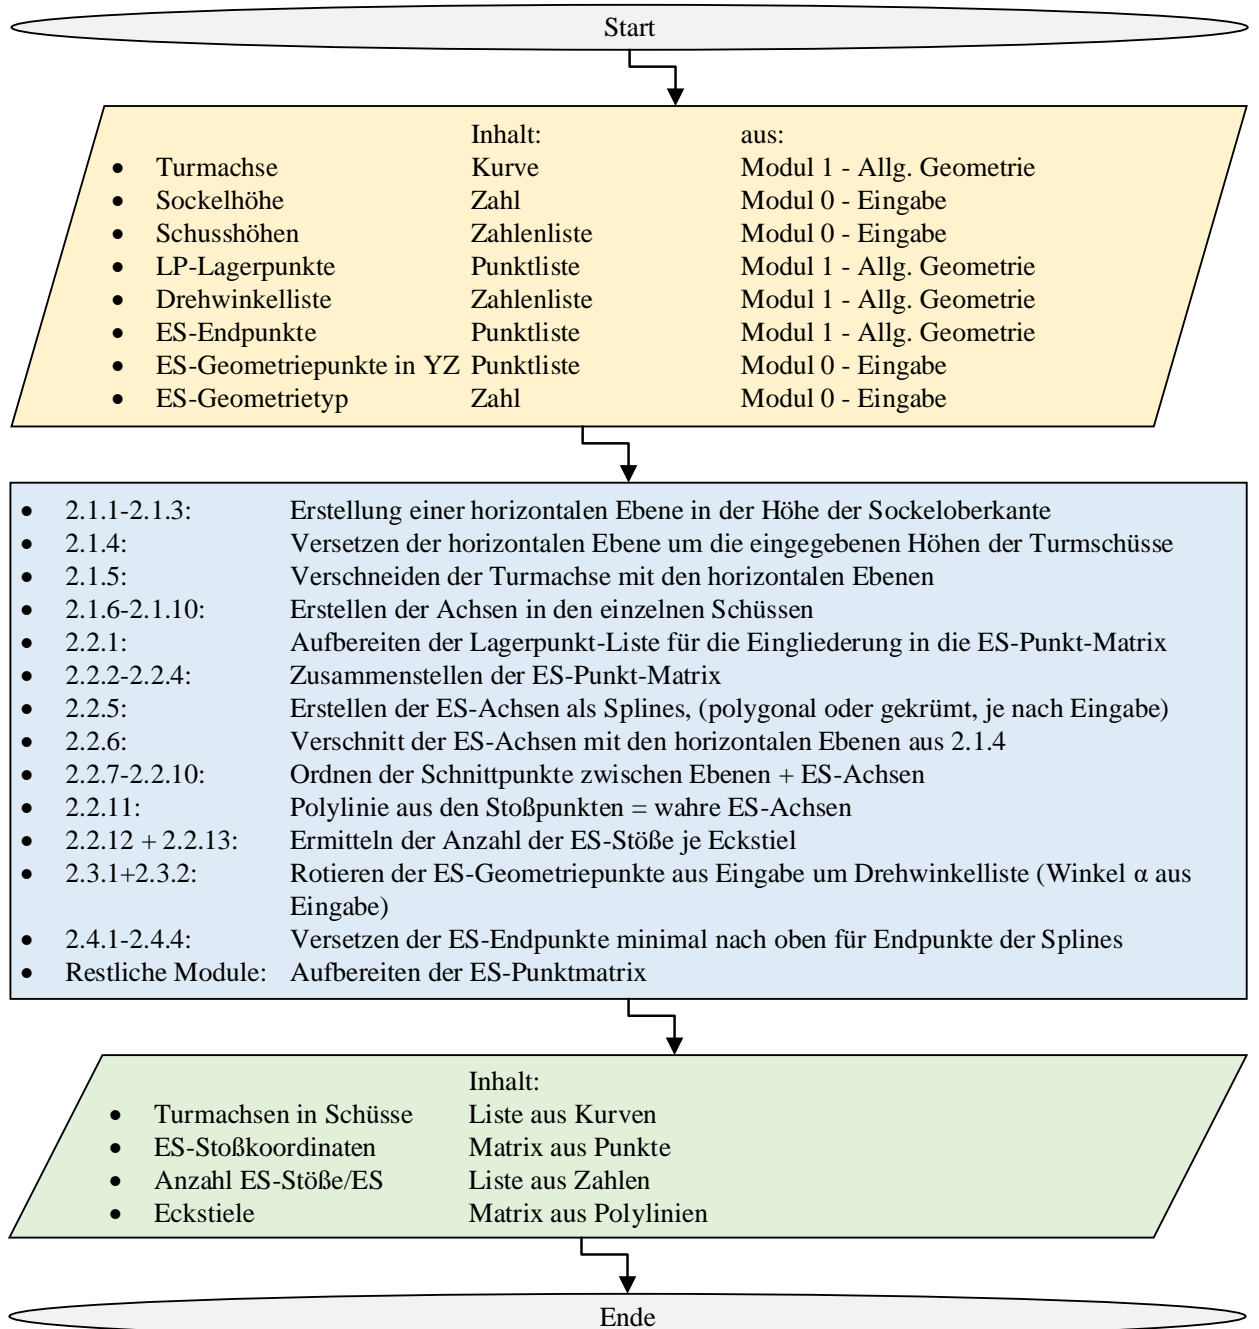 Start
Inhalt: aus:
• Turmachse Kurve Modul 1 - Allg. Geometrie
• Sockelhöhe Zahl Modul 0 - Eingabe
• Schusshöhen Zahlenliste Modul 0 - Eingabe
• LP-Lagerpunkte Punktliste Modul 1 - Allg. Geometrie
• Drehwinkelliste Zahlenliste Modul 1 - Allg. Geometrie
• ES-Endpunkte Punktliste Modul 1 - Allg. Geometrie
• ES-Geometriepunkte in YZ Punktliste Modul 0 - Eingabe
• ES-Geometrietyp Zahl Modul 0 - Eingabe
• 2.1.1-2.1.3: Erstellung einer horizontalen Ebene in der Höhe der Sockeloberkante
• 2.1.4: Versetzen der horizontalen Ebene um die eingegebenen Höhen der Turmschüsse
• 2.1.5: Verschneiden der Turmachse mit den horizontalen Ebenen
• 2.1.6-2.1.10: Erstellen der Achsen in den einzelnen Schüssen
• 2.2.1: Aufbereiten der Lagerpunkt-Liste für die Eingliederung in die ES-Punkt-Matrix
• 2.2.2-2.2.4: Zusammenstellen der ES-Punkt-Matrix
• 2.2.5: Erstellen der ES-Achsen als Splines, (polygonal oder gekrümt, je nach Eingabe)
• 2.2.6: Verschnitt der ES-Achsen mit den horizontalen Ebenen aus 2.1.4
• 2.2.7-2.2.10: Ordnen der Schnittpunkte zwischen Ebenen + ES-Achsen
• 2.2.11: Polylinie aus den Stoßpunkten = wahre ES-Achsen
• 2.2.12 + 2.2.13: Ermitteln der Anzahl der ES-Stöße je Eckstiel
• 2.3.1+2.3.2: Rotieren der ES-Geometriepunkte aus Eingabe um Drehwinkelliste (Winkel α aus
Eingabe)
• 2.4.1-2.4.4: Versetzen der ES-Endpunkte minimal nach oben für Endpunkte der Splines
• Restliche Module: Aufbereiten der ES-Punktmatrix
Inhalt:
• Turmachsen in Schüsse Liste aus Kurven
• ES-Stoßkoordinaten Matrix aus Punkte
• Anzahl ES-Stöße/ES Liste aus Zahlen
• Eckstiele Matrix aus Polylinien
Ende